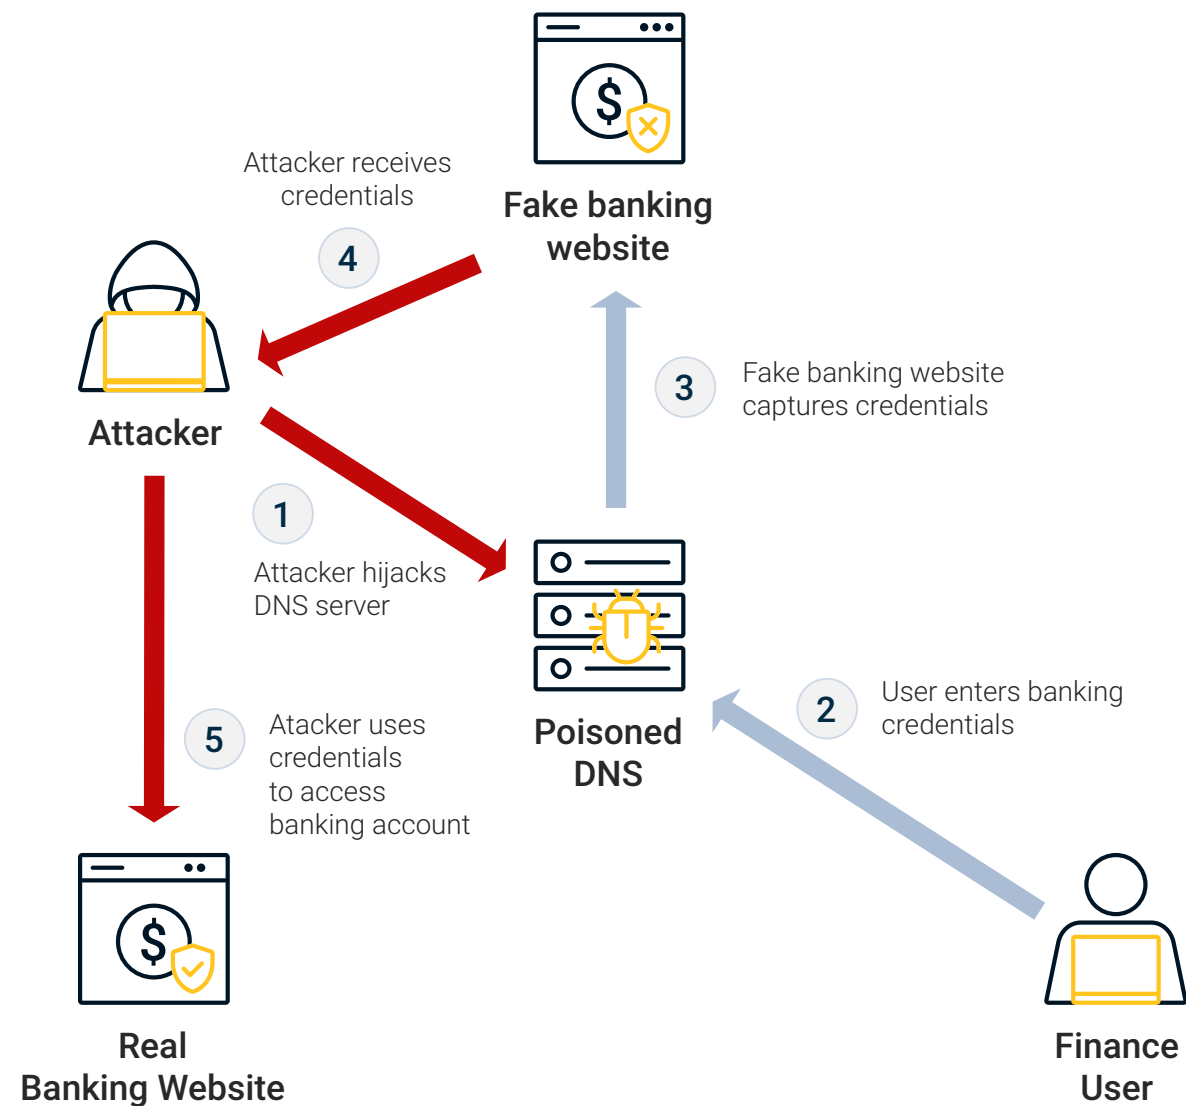 $
Fake banking
website
Attacker receives
credentials
4
Attacker
3
Fake banking website
captures credentials
1
Attacker hijacks
DNS server
Poisoned
DNS
2
User enters banking
credentials
5
Atacker uses
credentials
to access
banking account
$
Real
Banking Website
Finance
User